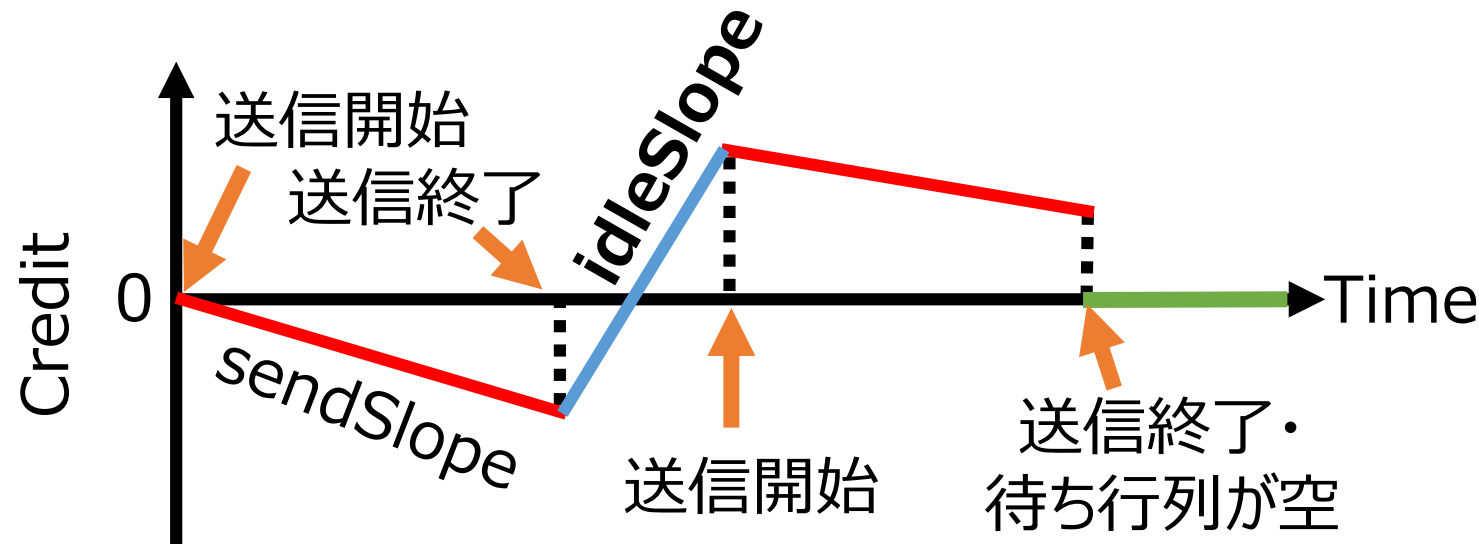 送信開始
送信終了
idleSlope
Credit
0
Time
sendSlope
送信開始
送信終了・
待ち行列が空